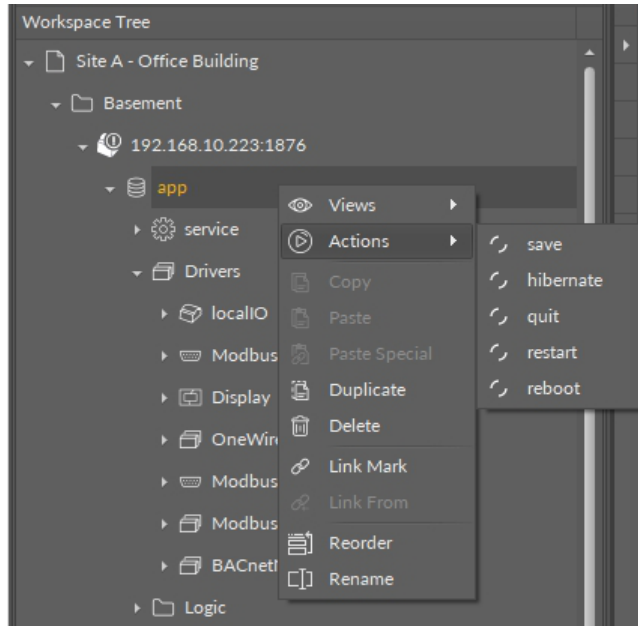 Workspace Tree
Site A - Office Building
Basement
192.168.10.223:1876
app
service
Drivers
localIO
Modbus
Display
OneWir
Modbus
Modbus
BACnet
Logic
Views
Actions
Copy
Paste
Paste Special
Duplicate
Delete
Link Mark
Link From
Reorder
Rename
save
hibernate
quit
restart
reboot